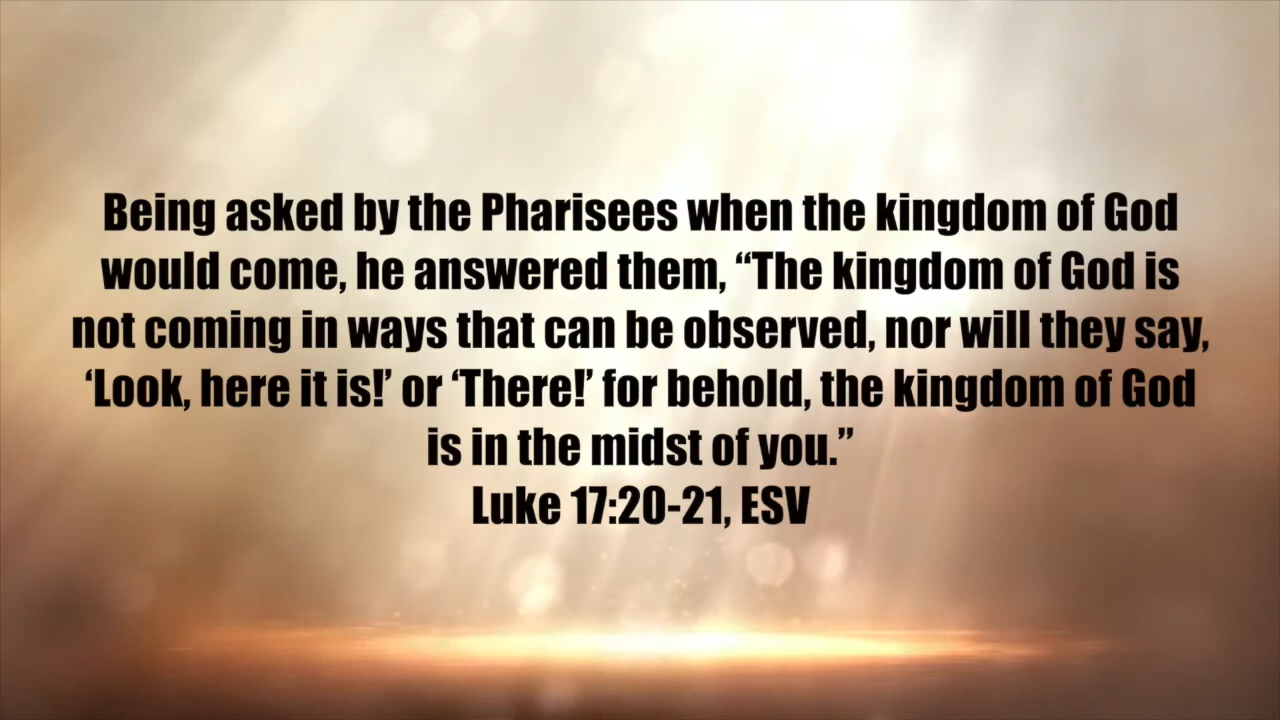 Being asked by the Pharisees when the kingdom of God
would come, he answered them, “The kingdom of God is
not coming in ways that can be observed, nor will they say,
‘Look, here it is!’ or ‘There!’ for behold, the kingdom of God
is in the midst of you.”
Luke 17:20-21, ESV